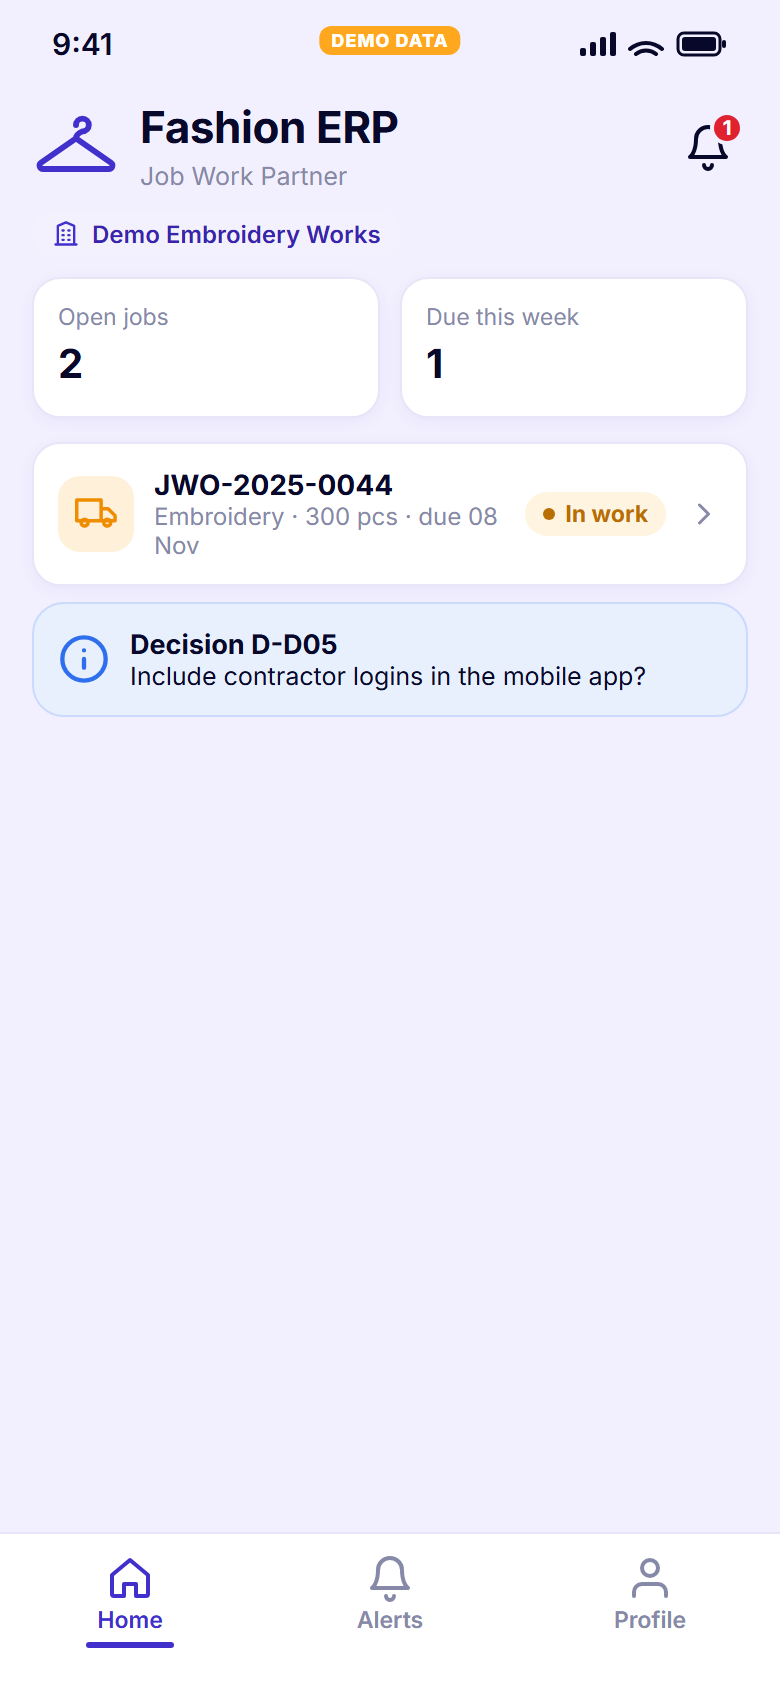 9:41
DEMO DATA
Fashion ERP
1
Job Work Partner
Demo Embroidery Works
Open jobs
2
Due this week
1
JWO-2025-0044
Embroidery · 300 pcs · due 08
Nov
In work
Decision D-D05
Include contractor logins in the mobile app?
Home
Alerts
Profile